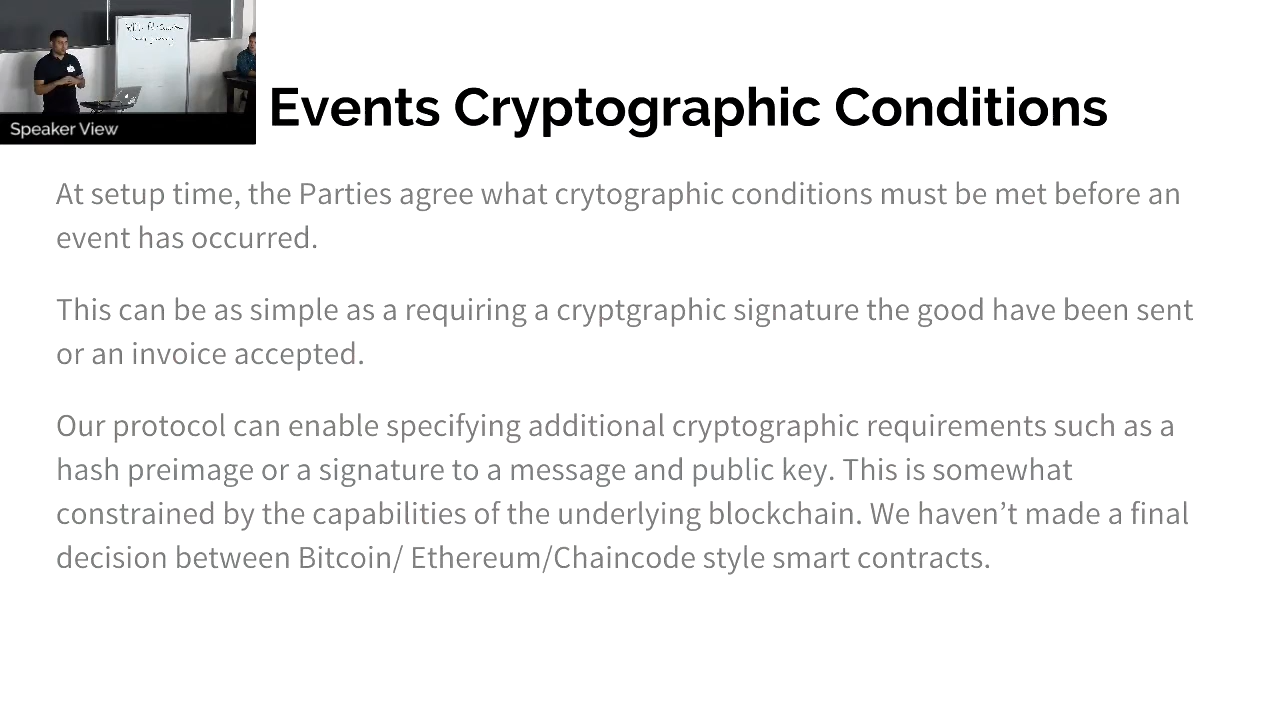 Speaker View
Events Cryptographic Conditions
At setup time, the Parties agree what crytographic conditions must be met before an
event has occurred.
This can be as simple as a requiring a cryptgraphic signature the good have been sent
or an invoice accepted.
Our protocol can enable specifying additional cryptographic requirements such as a
hash preimage or a signature to a message and public key. This is somewhat
constrained by the capabilities of the underlying blockchain. We haven’t made a final
decision between Bitcoin/ Ethereum/Chaincode style smart contracts.